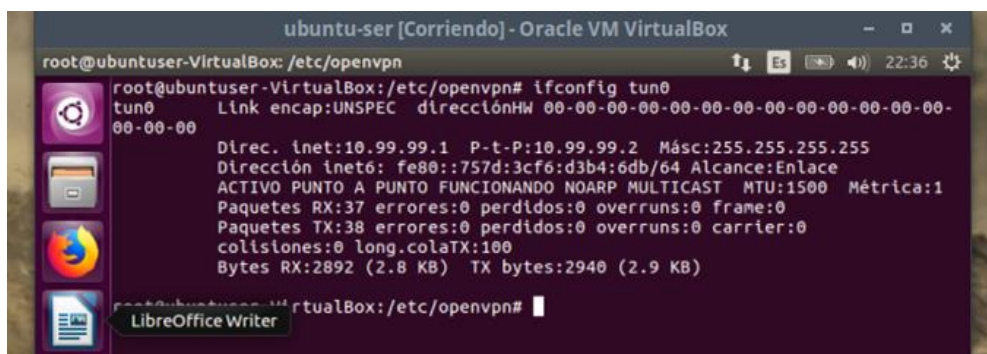 ubuntu-ser [Corriendo] - Oracle VM VirtualBox
root@ubuntuser-VirtualBox: /etc/openvpn Es 22:36
root@ubuntuser-VirtualBox:/etc/openvpn# ifconfig tun0
tun0 Link encap:UNSPEC direcciónHW 00-00-00-00-00-00-00-00-00-00-00-00-00-
00-00-00
Direc. inet:10.99.99.1 P-t-P:10.99.99.2 Másc:255.255.255.255
Dirección inet6: fe80::757d:3cf6:d3b4:6db/64 Alcance:Enlace
ACTIVO PUNTO A PUNTO FUNCIONANDO NOARP MULTICAST MTU:1500 Métrica:1
Paquetes RX:37 errores:0 perdidos:0 overruns:0 frame:0
Paquetes TX:38 errores:0 perdidos:0 overruns:0 carrier:0
colisiones:0 long.colaTX:100
Bytes RX:2892 (2.8 KB) TX bytes:2940 (2.9 KB)
root@ubuntuser-VirtualBox:/etc/openvpn#
LibreOffice Writer